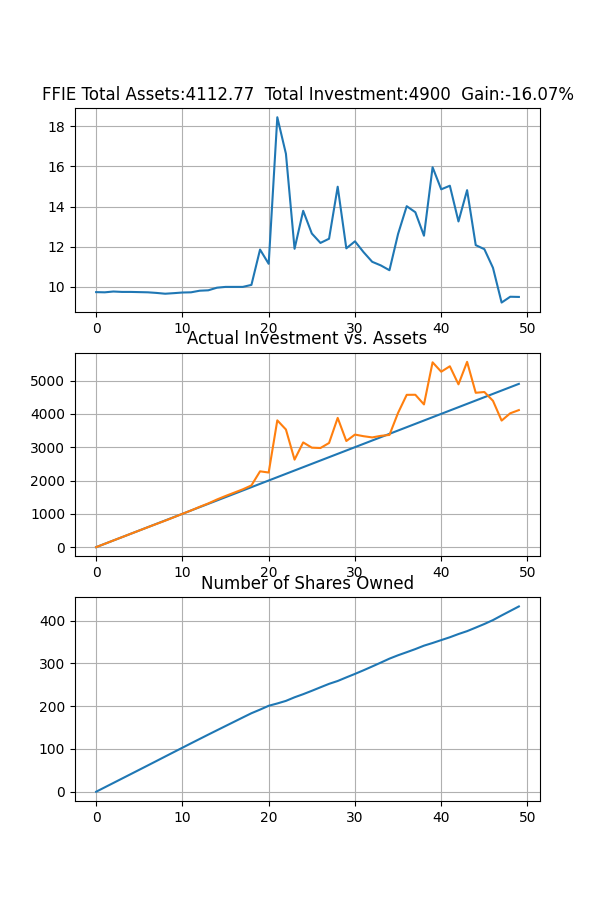 FFIE Total Assets:4112.77 Total Investment:4900 Gain:-16.07%
18
16
14
12
10
0 10 20 30 40 50
Actual Investment vs. Assets
5000
4000
3000
2000
1000
0
0 10 20 30 40 50
Number of Shares Owned
400
300
200
100
0
0 10 20 30 40 50